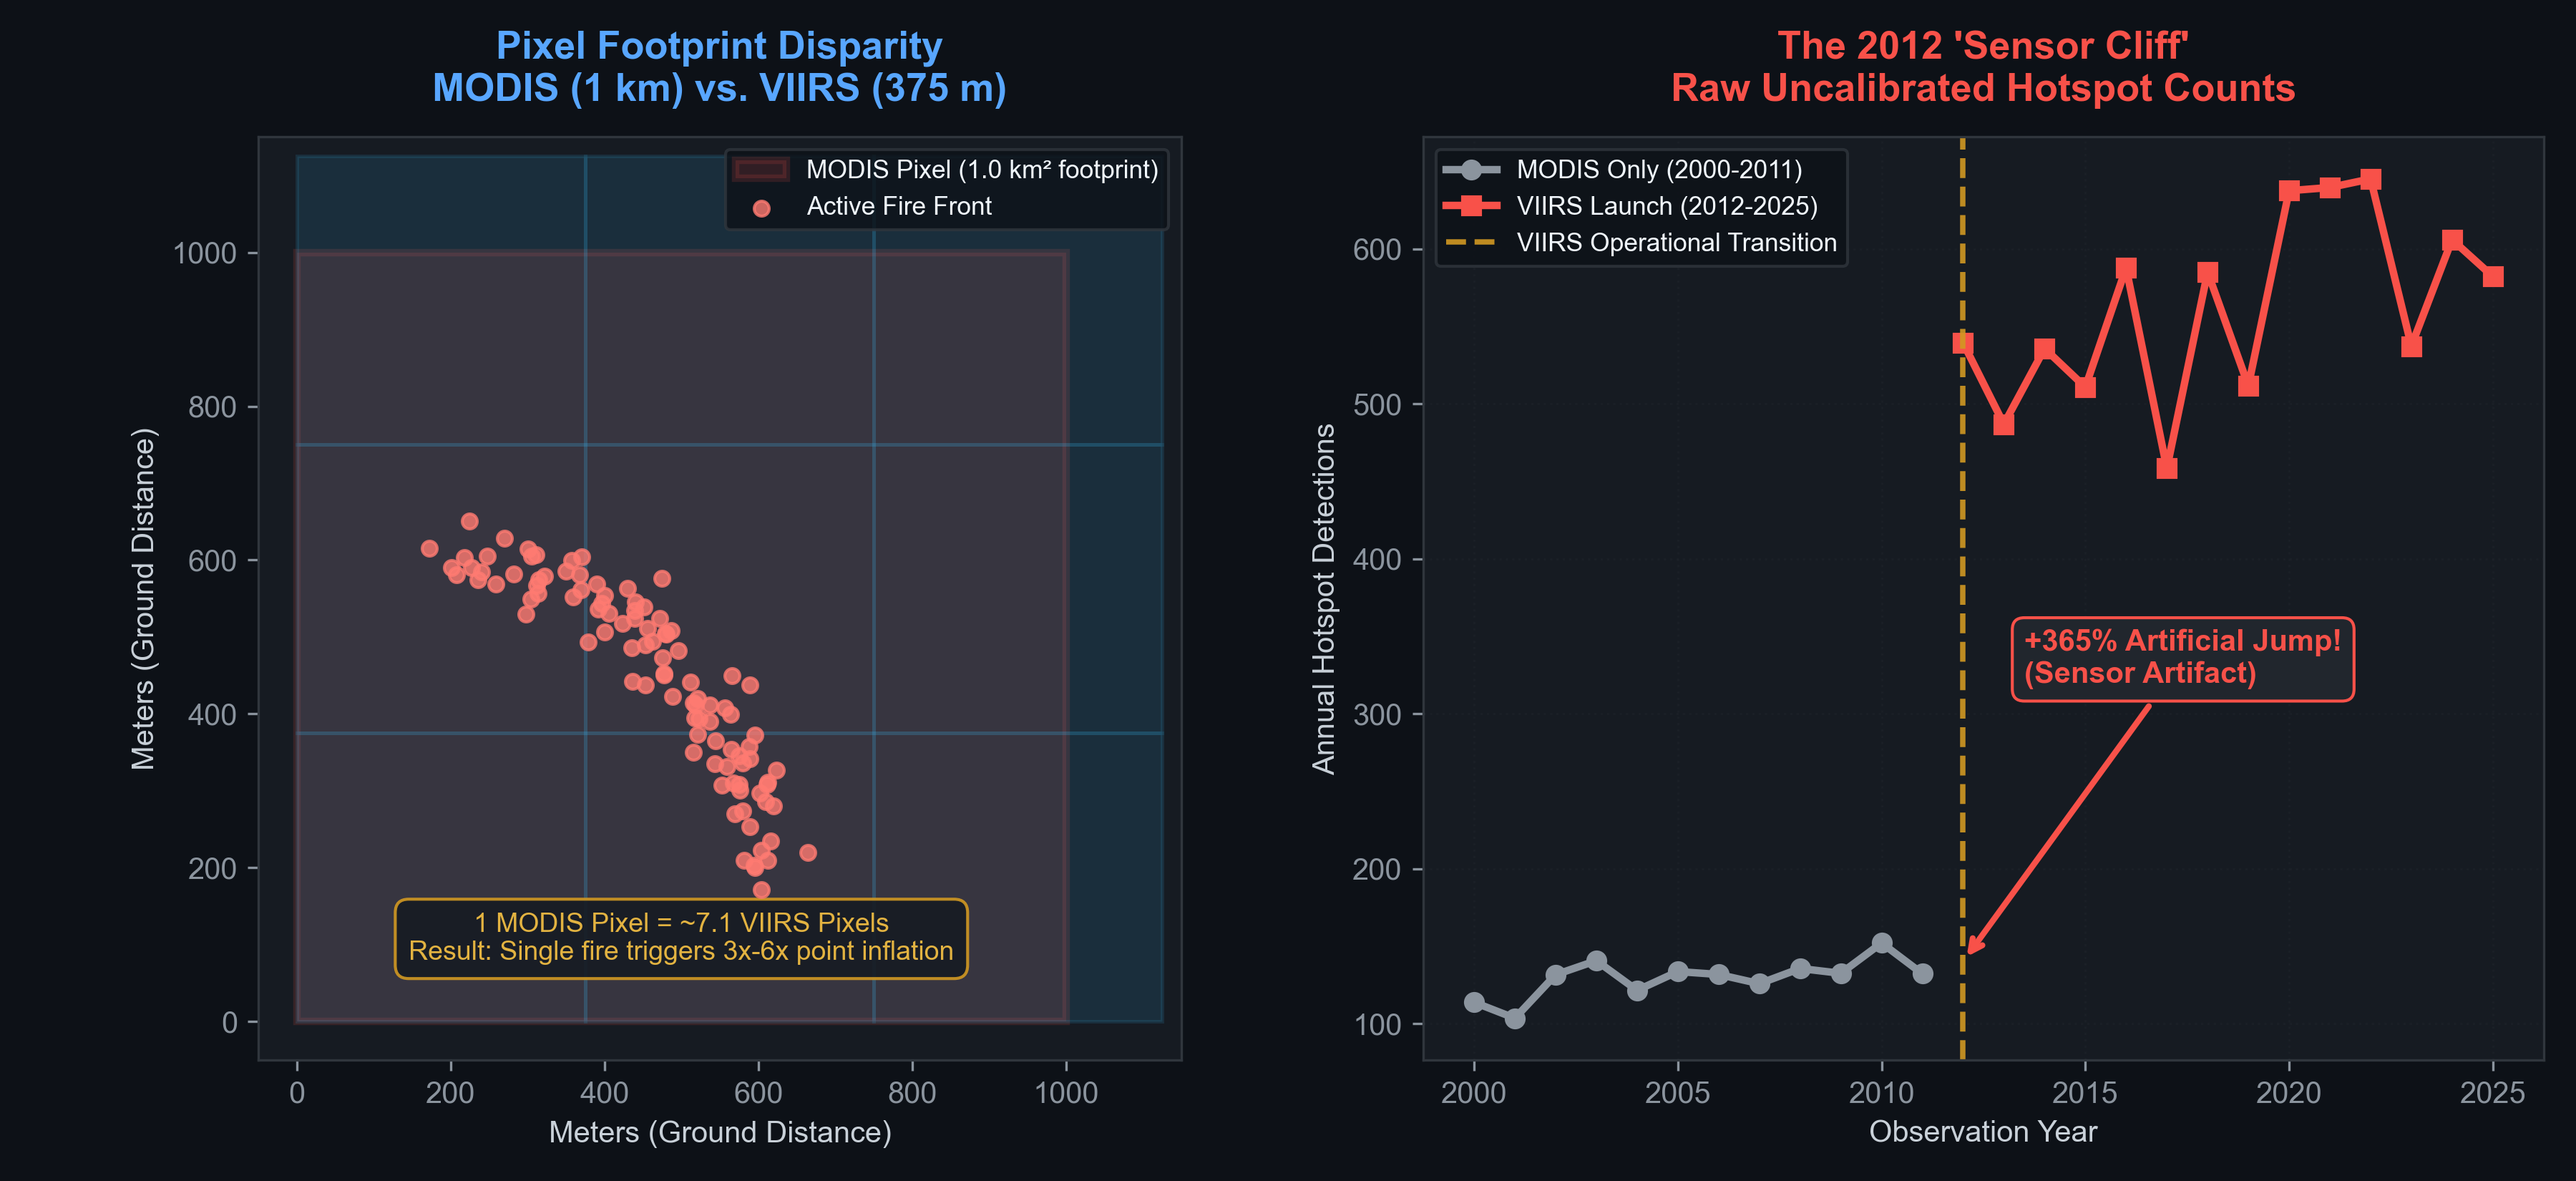 Pixel Footprint Disparity
MODIS (1 km) vs. VIIRS (375 m)
MODIS Pixel (1.0 km² footprint)
Active Fire Front
1000
800
600
400
200
0
Meters (Ground Distance)
1 MODIS Pixel = ~7.1 VIIRS Pixels
Result: Single fire triggers 3x-6x point inflation
0
200
400
600
800
1000
Meters (Ground Distance)
The 2012 'Sensor Cliff'
Raw Uncalibrated Hotspot Counts
MODIS Only (2000-2011)
VIIRS Launch (2012-2025)
VIIRS Operational Transition
600
500
400
300
200
100
Annual Hotspot Detections
+365% Artificial Jump!
(Sensor Artifact)
2000
2005
2010
2015
2020
2025
Observation Year